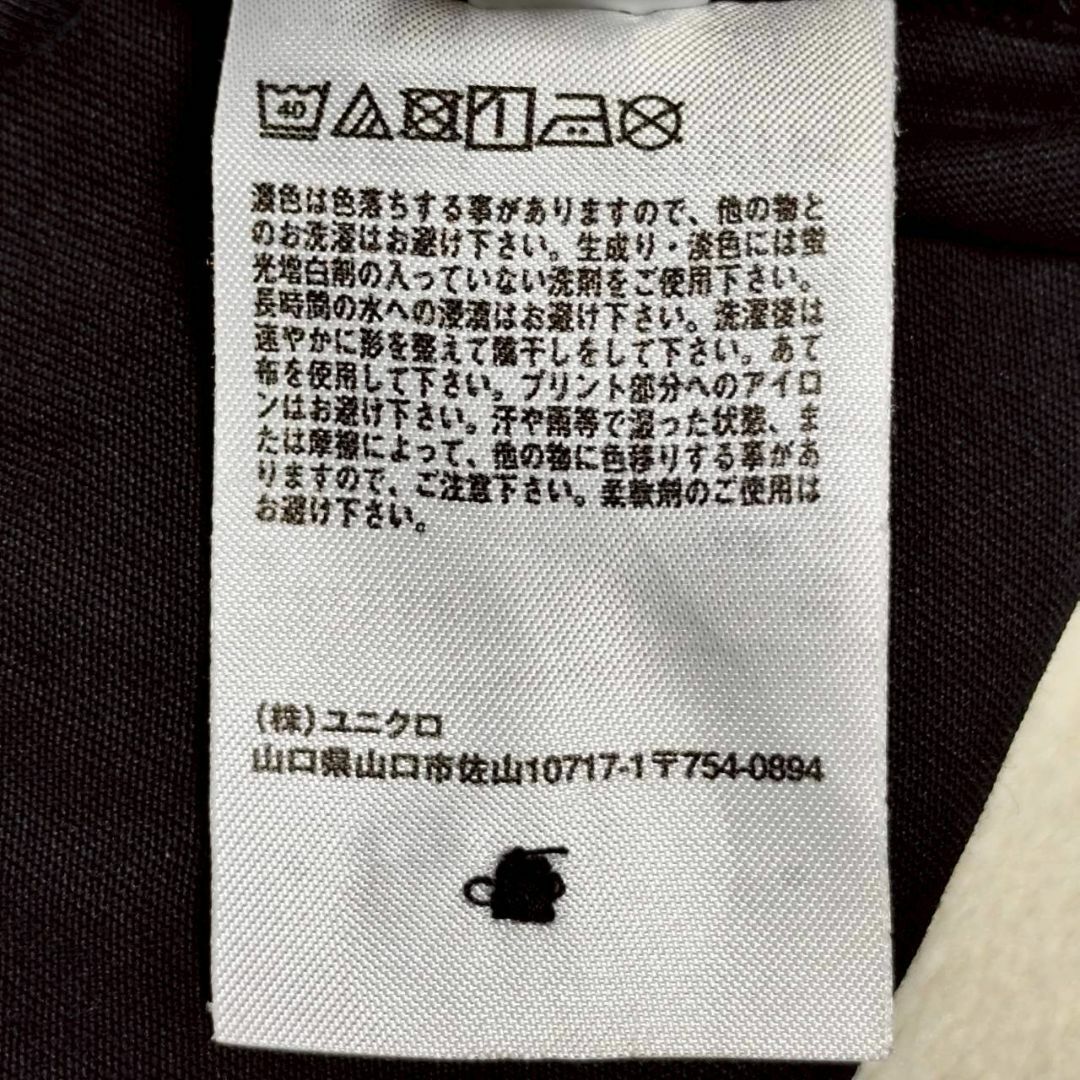 40
濃色は色落ちする事がありますので、他の物と
のお洗濯はお避け下さい。生成り・淡色には蛍
光増白剤の入っていない洗剤をご使用下さい。
長時間の水への浸漬はお避け下さい。洗濯後は
速やかに形を整えて陰干しをして下さい。あて
布を使用して下さい。プリント部分へのアイロ
ンはお避け下さい。汗や雨等で湿った状態、ま
たは摩擦によって、他の物に色移りする事があ
りますので、ご注意下さい。柔軟剤のご使用は
お避け下さい。
(株)ユニクロ
山口県山口市佐山10717-1〒754-0894